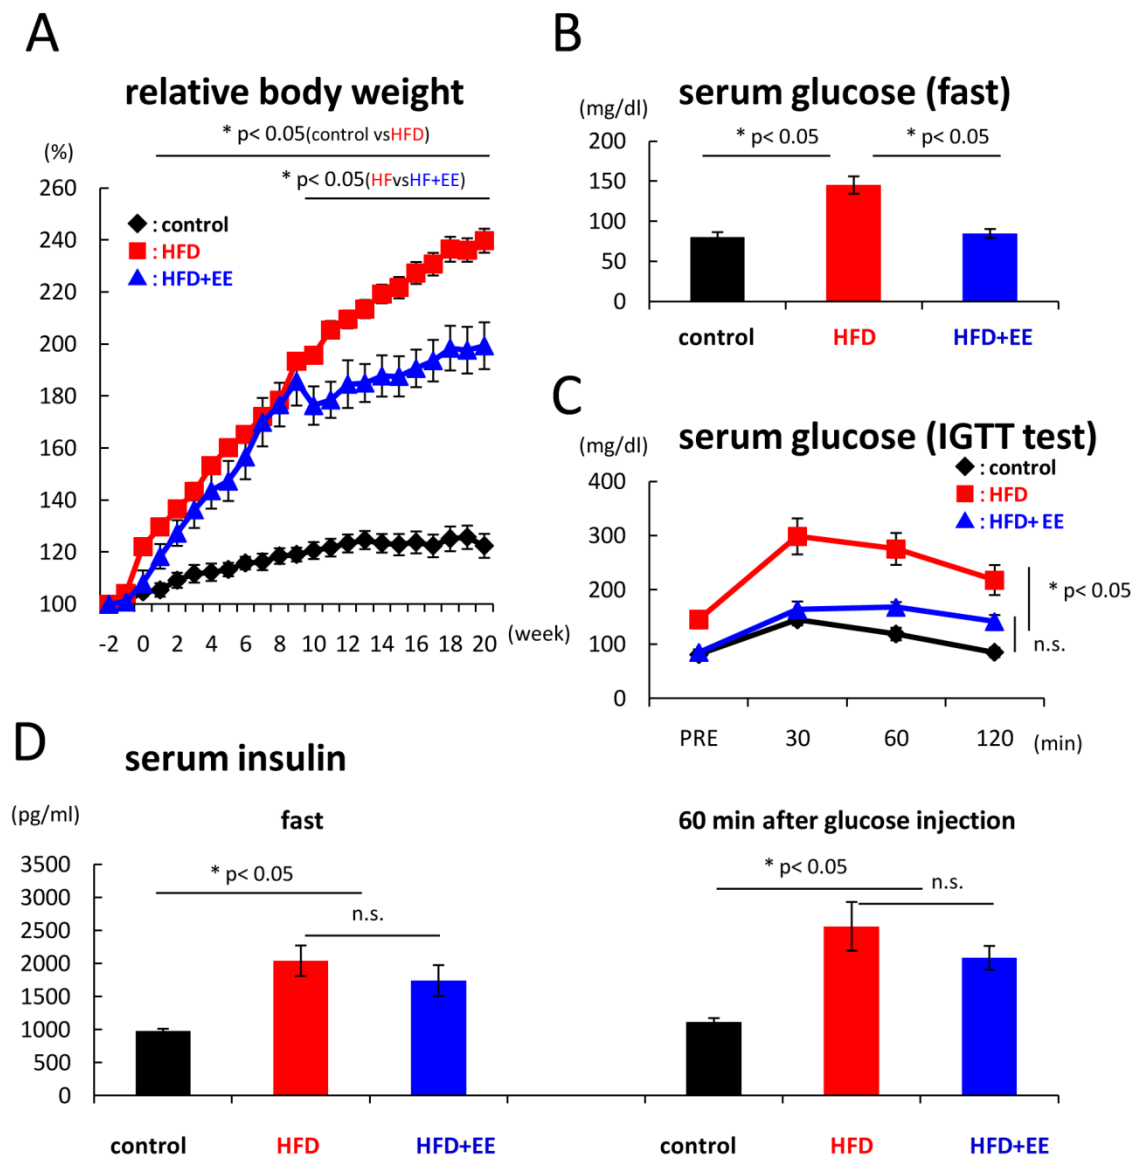 A
relative body weight
* p< 0.05(control vsHFD)
(%)
* p< 0.05(HFvsHF+EE)
: control
: HFD
: HFD+EE
260
240
220
200
180
160
140
120
100
-2 0 2 4 6 8 10 12 14 16 18 20
(week)
B
serum glucose (fast)
(mg/dl)
* p< 0.05 * p< 0.05
200
150
100
50
0
control HFD HFD+EE
C
serum glucose (IGTT test)
(mg/dl)
: control
: HFD
: HFD+ EE
400
300
200
100
0
* p< 0.05
n.s.
PRE 30 60 120 (min)
D
serum insulin
(pg/ml)
fast
3500
3000
2500
2000
1500
1000
500
0
* p< 0.05
n.s.
control HFD HFD+EE
60 min after glucose injection
* p< 0.05
n.s.
control HFD HFD+EE